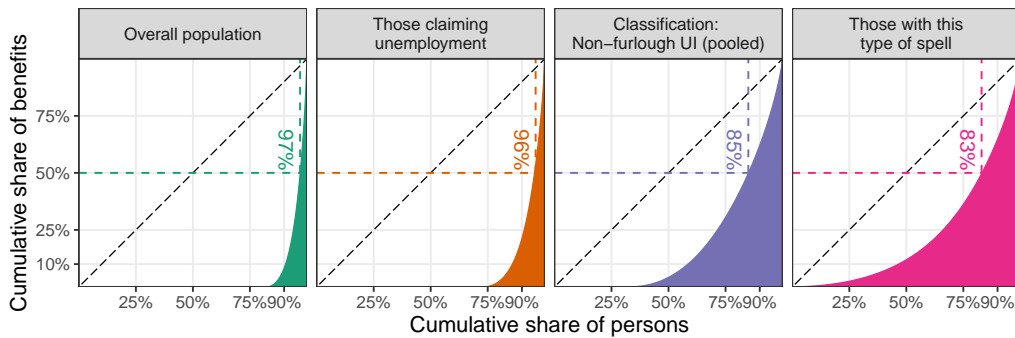 Overall population
Those claiming
unemployment
Classification:
Non−furlough UI (pooled)
Those with this
type of spell
Cumulative share of benefits
75%
50%
25%
10%
97%
96%
85%
83%
25% 50% 75% 90% 25% 50% 75% 90% 25% 50% 75% 90% 25% 50% 75% 90%
Cumulative share of persons